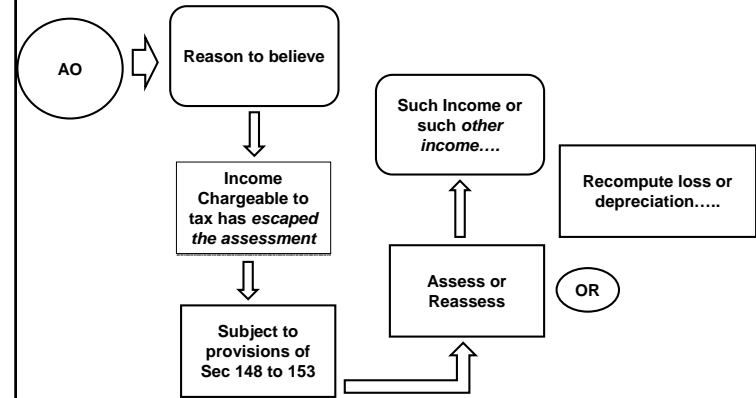 AO
Reason to believe
Income
Chargeable to
tax has escaped
the assessment
Subject to
provisions of
Sec 148 to 153
Such Income or
such other
income….
Assess or
Reassess
OR
Recompute loss or
depreciation…..